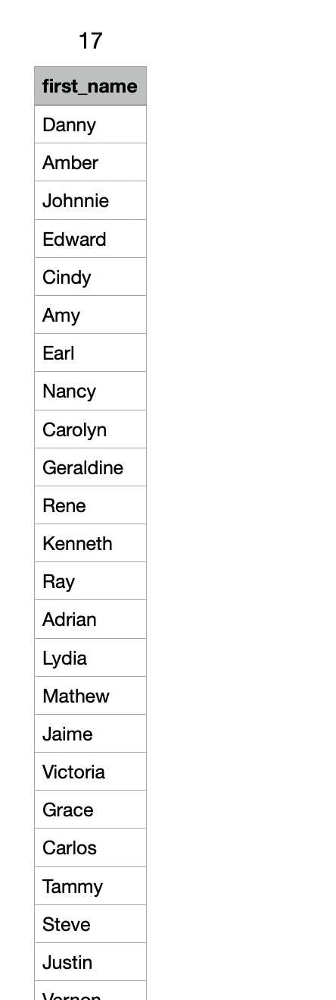 17
first_name
Danny
Amber
Johnnie
Edward
Cindy
Amy
Earl
Nancy
Carolyn
Geraldine
Rene
Kenneth
Ray
Adrian
Lydia
Mathew
Jaime
Victoria
Grace
Carlos
Tammy
Steve
Justin
Vernon